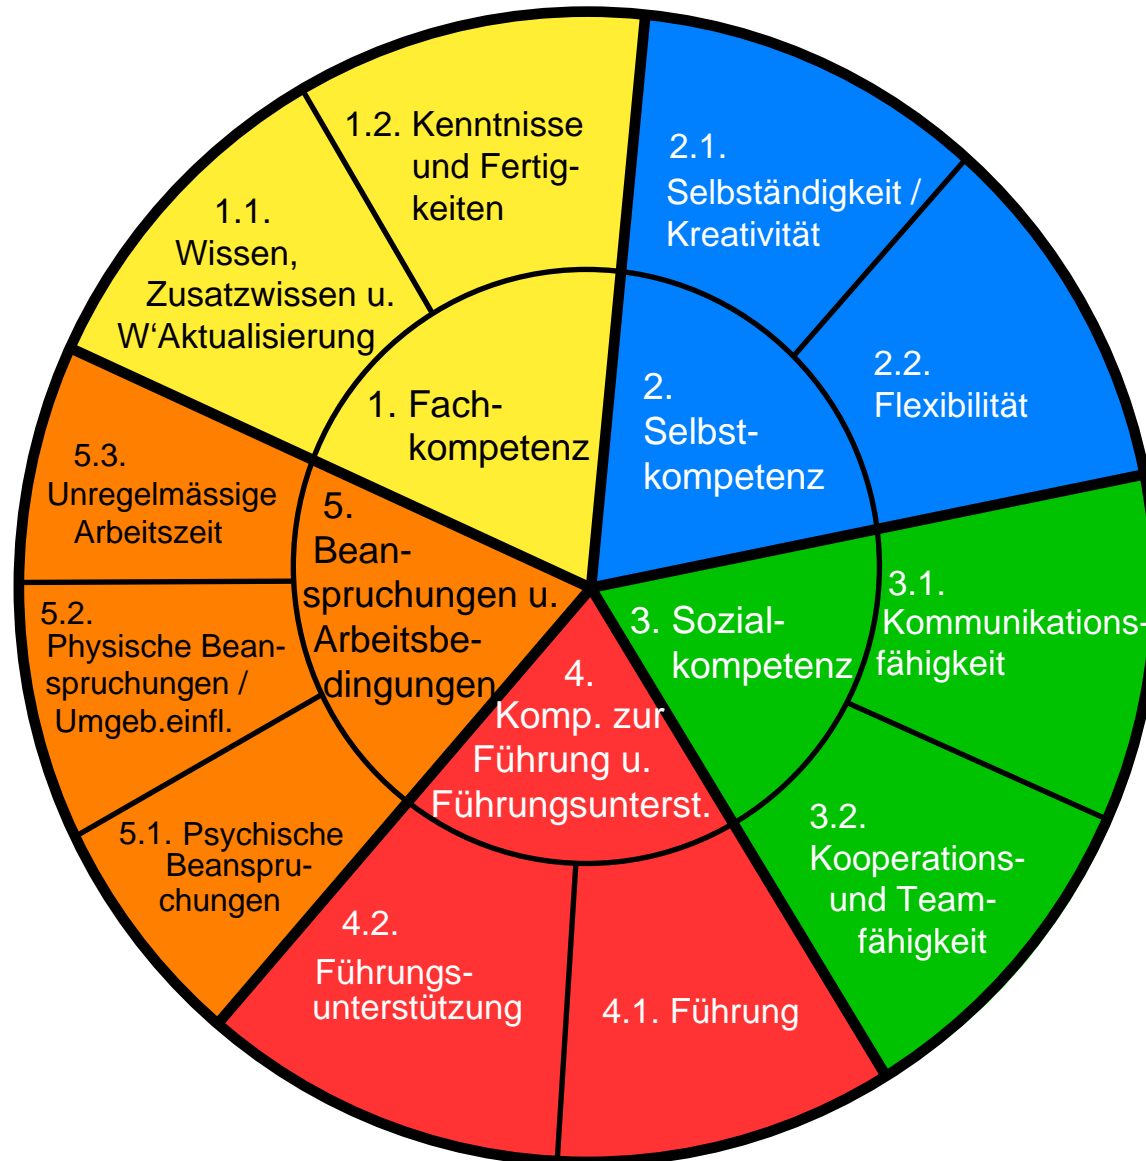 1. Fach-
kompetenz
1.1.
Wissen,
Zusatzwissen u.
W‘Aktualisierung
1.2. Kenntnisse
und Fertig-
keiten
2.
Selbst-
kompetenz
2.1.
Selbständigkeit /
Kreativität
2.2.
Flexibilität
3. Sozial-
kompetenz
3.1.
Kommunikations-
fähigkeit
3.2.
Kooperations-
und Team-
fähigkeit
4.
Komp. zur
Führung u.
Führungsunterst.
4.1. Führung
4.2.
Führungs-
unterstützung
5.
Bean-
spruchungen u.
Arbeitsbe-
dingungen
5.1. Psychische
Beanspru-
chungen
5.2.
Physische Bean-
spruchungen /
Umgeb.einfl.
5.3.
Unregelmässige
Arbeitszeit